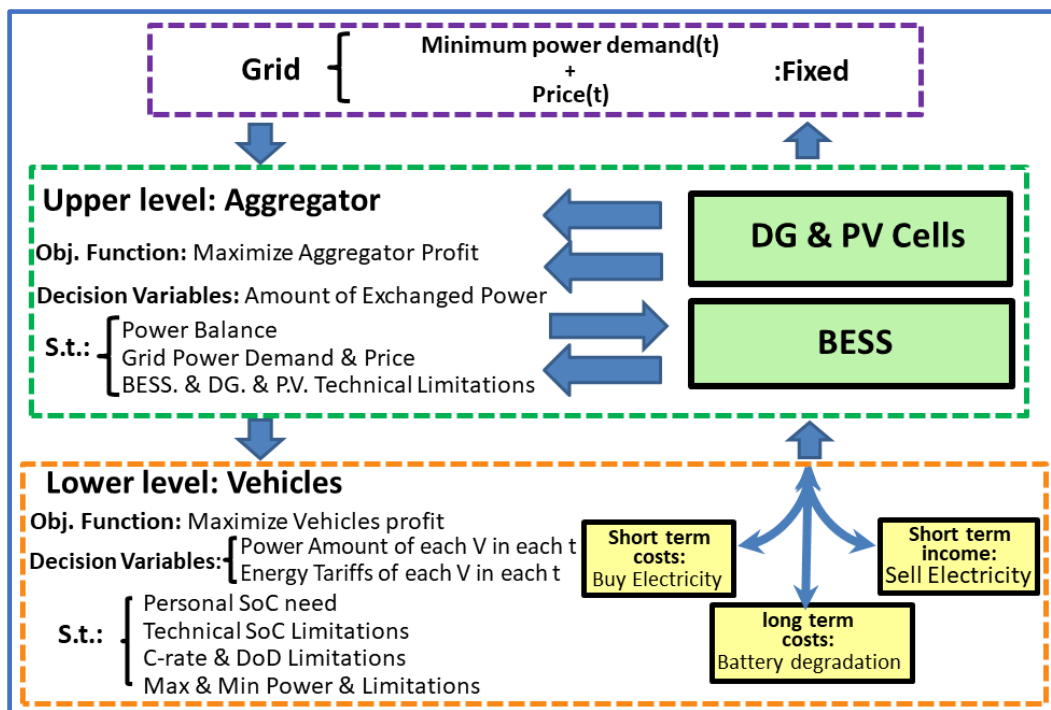 Grid
Minimum power demand(t)
+
Price(t)
:Fixed
Upper level: Aggregator
Obj. Function: Maximize Aggregator Profit
Decision Variables: Amount of Exchanged Power
S.t.:
Power Balance
Grid Power Demand & Price
BESS. & DG. & P.V. Technical Limitations
DG & PV Cells
BESS
Lower level: Vehicles
Obj. Function: Maximize Vehicles profit
Decision Variables:
Power Amount of each V in each t
Energy Tariffs of each V in each t
S.t.:
Personal SoC need
Technical SoC Limitations
C-rate & DoD Limitations
Max & Min Power & Limitations
Short term
costs:
Buy Electricity
long term
costs:
Battery degradation
Short term
income:
Sell Electricity